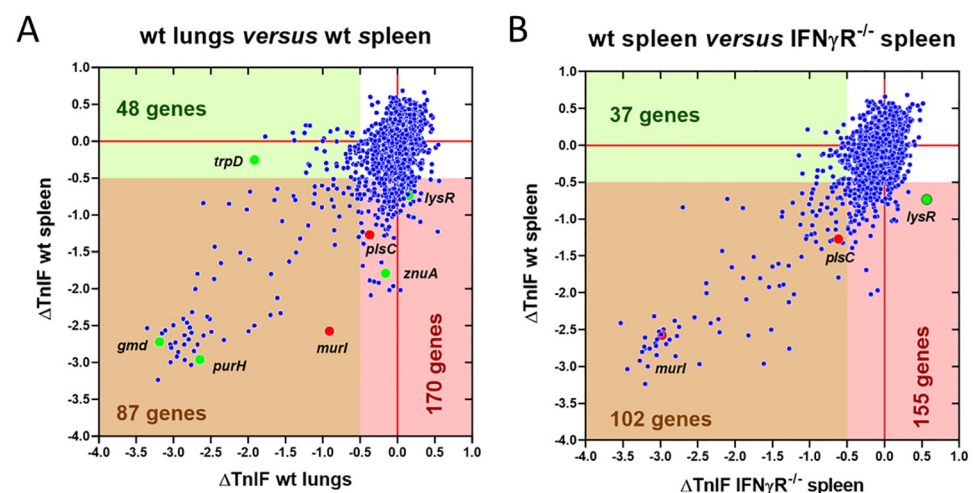 A
wt lungs versus wt spleen
1.0
0.5
0.0
-0.5
-1.0
-1.5
-2.0
-2.5
-3.0
-3.5
-4.0
ΔTnIF wt spleen
48 genes
trpD
lysR
plsC
znuA
murI
gmd
purH
87 genes
170 genes
-4.0 -3.5 -3.0 -2.5 -2.0 -1.5 -1.0 -0.5 0.0 0.5 1.0
ΔTnIF wt lungs
B
wt spleen versus IFNγR-/- spleen
1.0
0.5
0.0
-0.5
-1.0
-1.5
-2.0
-2.5
-3.0
-3.5
-4.0
ΔTnIF wt spleen
37 genes
lysR
plsC
murI
102 genes
155 genes
-4.0 -3.5 -3.0 -2.5 -2.0 -1.5 -1.0 -0.5 0.0 0.5 1.0
ΔTnIF IFNγR-/- spleen